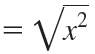 = √x²